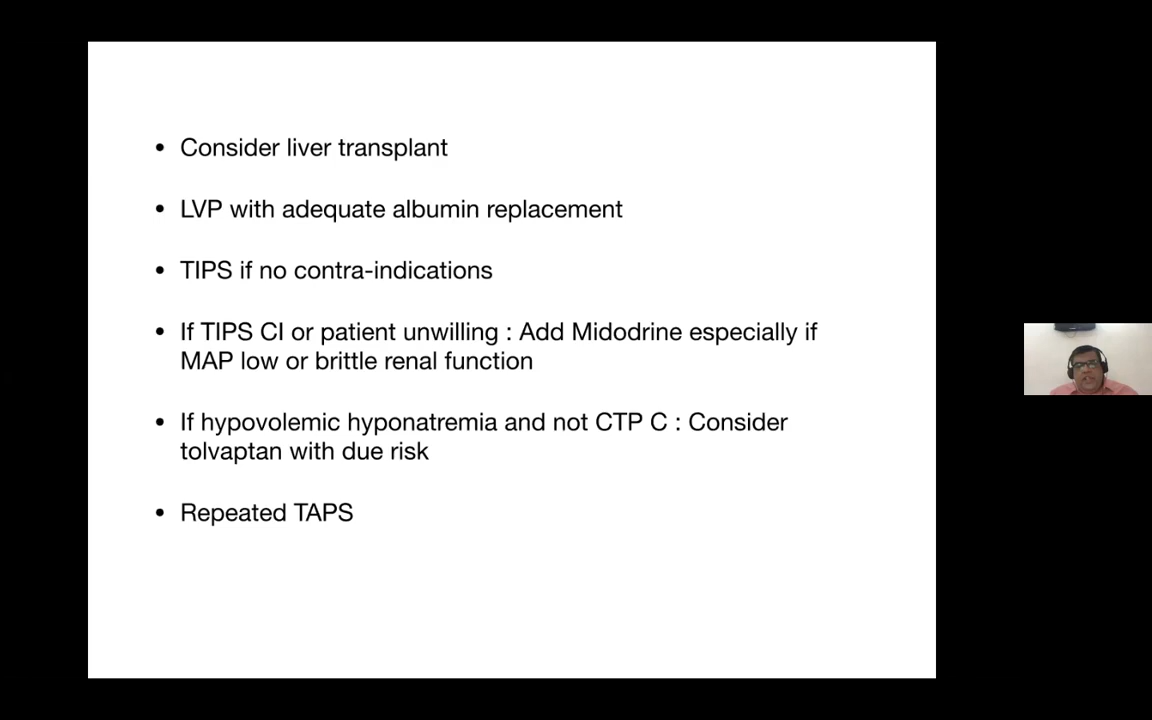 • Consider liver transplant
• LVP with adequate albumin replacement
• TIPS if no contra-indications
• If TIPS CI or patient unwilling : Add Midodrine especially if
MAP low or brittle renal function
• If hypovolemic hyponatremia and not CTP C : Consider
tolvaptan with due risk
• Repeated TAPS